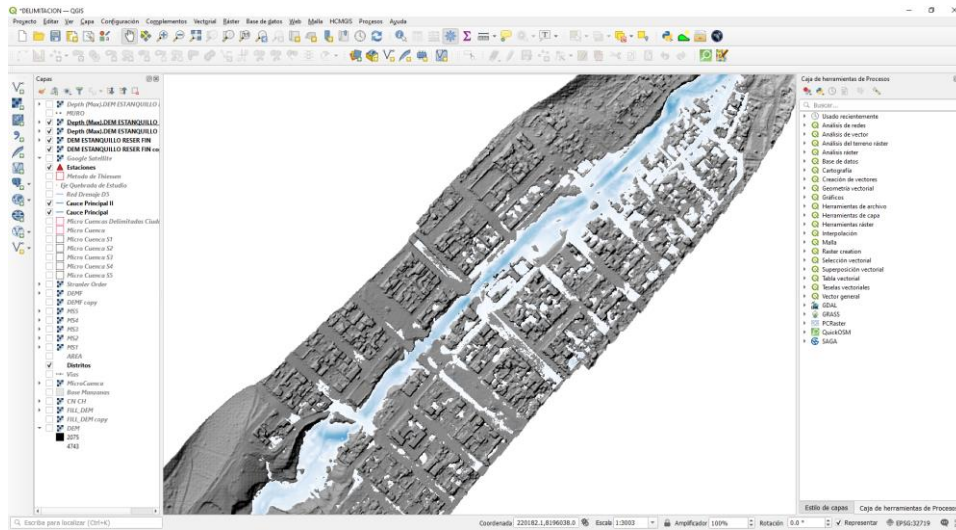 *DELIMITACION — QGIS
Proyecto Editar Ver Capa Configuración Complementos Vectorial Ráster Base de datos Web Malla HCMGIS Procesos Ayuda
Capas
Depth (Max).DEM ESTANQUILLO
MURO
Depth (Max).DEM ESTANQUILLO
Depth (Max).DEM ESTANQUILLO
DEM ESTANQUILLO RESER FIN
DEM ESTANQUILLO RESER FIN co
Google Satellite
Estaciones
Metodo de Thiessen
Eje Quebrada de Estudio
Red Drenaje D5
Cauce Principal II
Cauce Principal
Micro Cuencas Delimitadas Ciud
Micro Cuenca
Micro Cuenca S1
Micro Cuenca S2
Micro Cuenca S3
Micro Cuenca S4
Micro Cuenca S5
Strauler Order
DEMF
DEMF copy
MS5
MS4
MS3
MS2
MS1
AREA
Distritos
Vias
MicroCuenca
Base Manzanas
CN CH
FILL_DEM
FILL_DEM copy
DEM
2075
4743
Caja de herramientas de Procesos
Buscar...
Usado recientemente
Análisis de redes
Análisis de vector
Análisis del terreno ráster
Análisis ráster
Base de datos
Cartografía
Creación de vectores
Geometría vectorial
Gráficos
Herramientas de archivo
Herramientas de capa
Herramientas ráster
Interpolación
Malla
Raster creation
Selección vectorial
Superposición vectorial
Tabla vectorial
Teselas vectoriales
Vector general
GDAL
GRASS
PCRaster
QuickOSM
SAGA
Estilo de capas Caja de herramientas de Procesos
Escriba para localizar (Ctrl+K) Coordenada 220182.1,8196038.0 Escala 1:3003 Amplificador 100% Rotación 0.0 ° Representar EPSG:32719